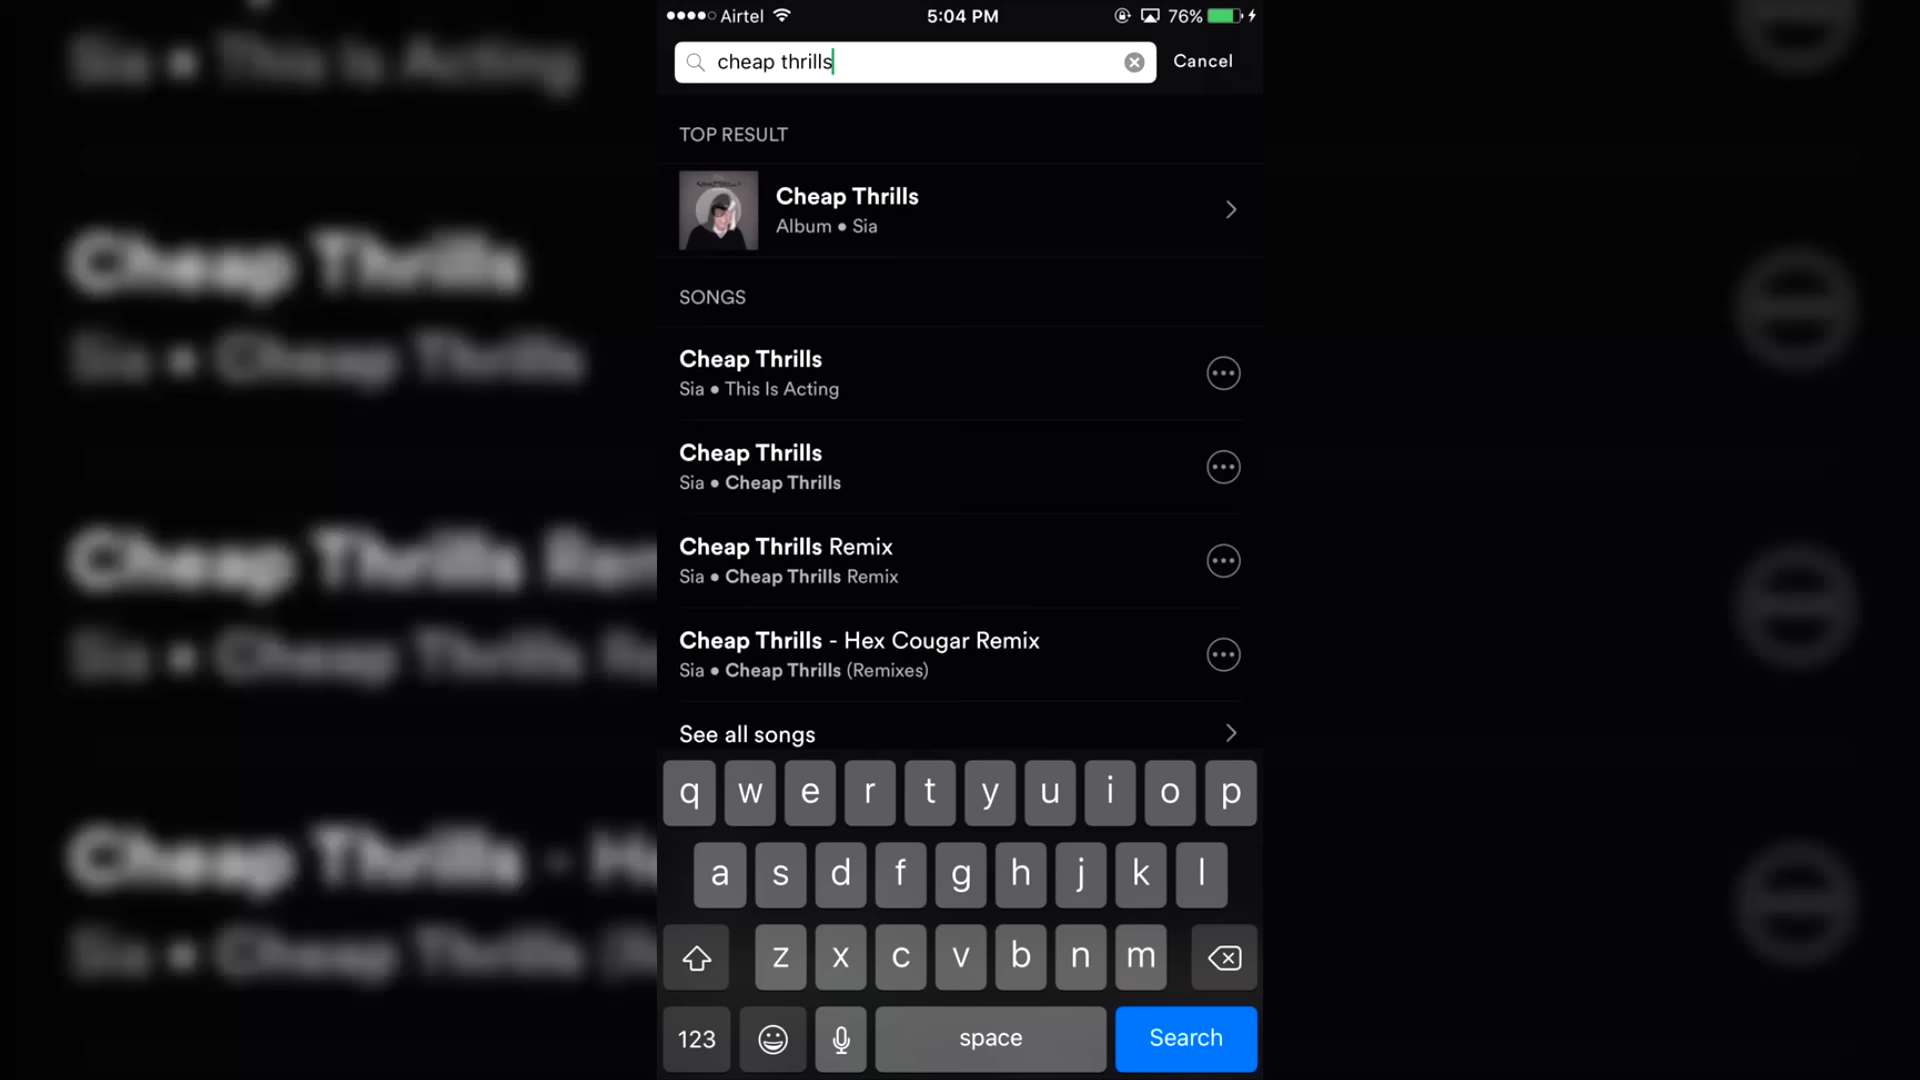 Airtel 5:04 PM 76%
cheap thrills Cancel
TOP RESULT
Cheap Thrills
Album • Sia
SONGS
Cheap Thrills
Sia • This Is Acting
Cheap Thrills
Sia • Cheap Thrills
Cheap Thrills Remix
Sia • Cheap Thrills Remix
Cheap Thrills - Hex Cougar Remix
Sia • Cheap Thrills (Remixes)
See all songs
q w e r t y u i o p
a s d f g h j k l
z x c v b n m
123 space Search
Sia • This Is Acting
Cheap Thrills
Sia • Cheap Thrills
Cheap Thrills Rem
Sia • Cheap Thrills Re
Cheap Thrills - He
Sia • Cheap Thrills (R